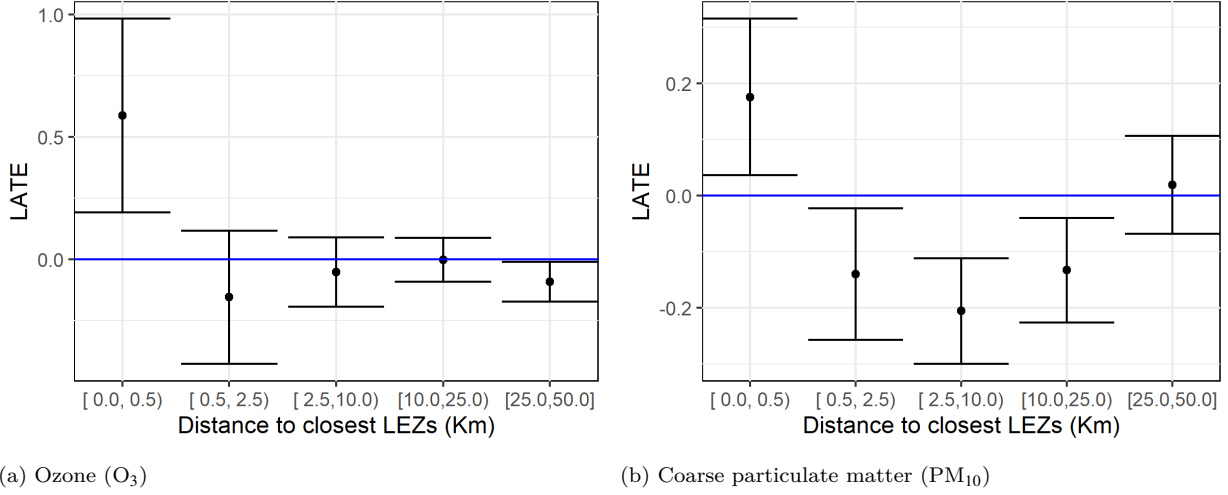 1.0
0.5
0.0
LATE
[ 0.0, 0.5) [ 0.5, 2.5) [ 2.5,10.0) [10.0,25.0) [25.0,50.0]
Distance to closest LEZs (Km)
(a) Ozone (O₃)
0.2
0.0
-0.2
LATE
[ 0.0, 0.5) [ 0.5, 2.5) [ 2.5,10.0) [10.0,25.0) [25.0,50.0]
Distance to closest LEZs (Km)
(b) Coarse particulate matter (PM₁₀)